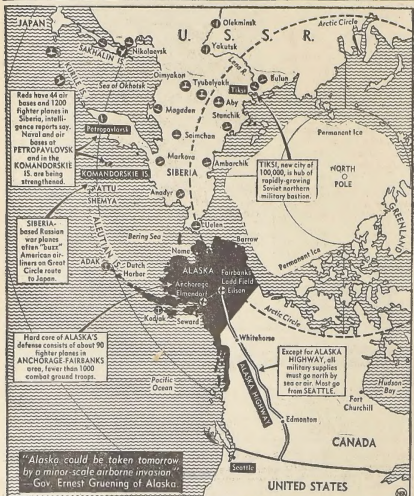 JAPAN
Olekminsk
Arctic Circle
U. S. S. R.
Yakutsk
Lena R.
SAKHALIN IS.
Nikolaevsk
KURILE IS.
Sea of Okhotsk
Oimyakon
Tyubelyakh
Tiksi
Bulun
Reds have 44 air
bases and 1200
fighter planes in
Siberia, intelli-
gence reports say.
Naval and air
bases at
PETROPAVLOVSK
and in the
KOMANDORSKIE
IS. are being
strengthened.
Magadan
Aby
Stanchik
Petropavlovsk
Saimchan
Permanent Ice
TIKSI, new city of
100,000, is hub of
rapidly-growing
Soviet northern
military bastion.
NORTH
POLE
GREENLAND
Markova
Ambarchik
KOMANDORSKIE IS.
SIBERIA
ATTU
SHEMYA
Anadyr
SIBERIA-
based Russian
war planes
often "buzz"
American air-
liners on Great
Circle route
to Japan.
Uelen
Bering Sea
Nome
Barrow
Permanent Ice
ALEUTIAN IS.
ADAK
Dutch
Harbor
ALASKA
Fairbanks
Ladd Field
Eilson
Anchorage
Elmendorf
Kodiak
Seward
Arctic Circle
Hard core of ALASKA'S
defense consists of about 90
fighter planes in
ANCHORAGE-FAIRBANKS
area, fewer than 1000
combat ground troops.
Whitehorse
Except for ALASKA
HIGHWAY, all
military supplies
must go north by
sea or air. Most go
from SEATTLE.
Hudson
Bay
Fort
Churchill
Pacific
Ocean
ALASKA HIGHWAY
Edmonton
CANADA
"Alaska could be taken tomorrow
by a minor-scale airborne invasion."
—Gov. Ernest Gruening of Alaska.
Seattle
UNITED STATES